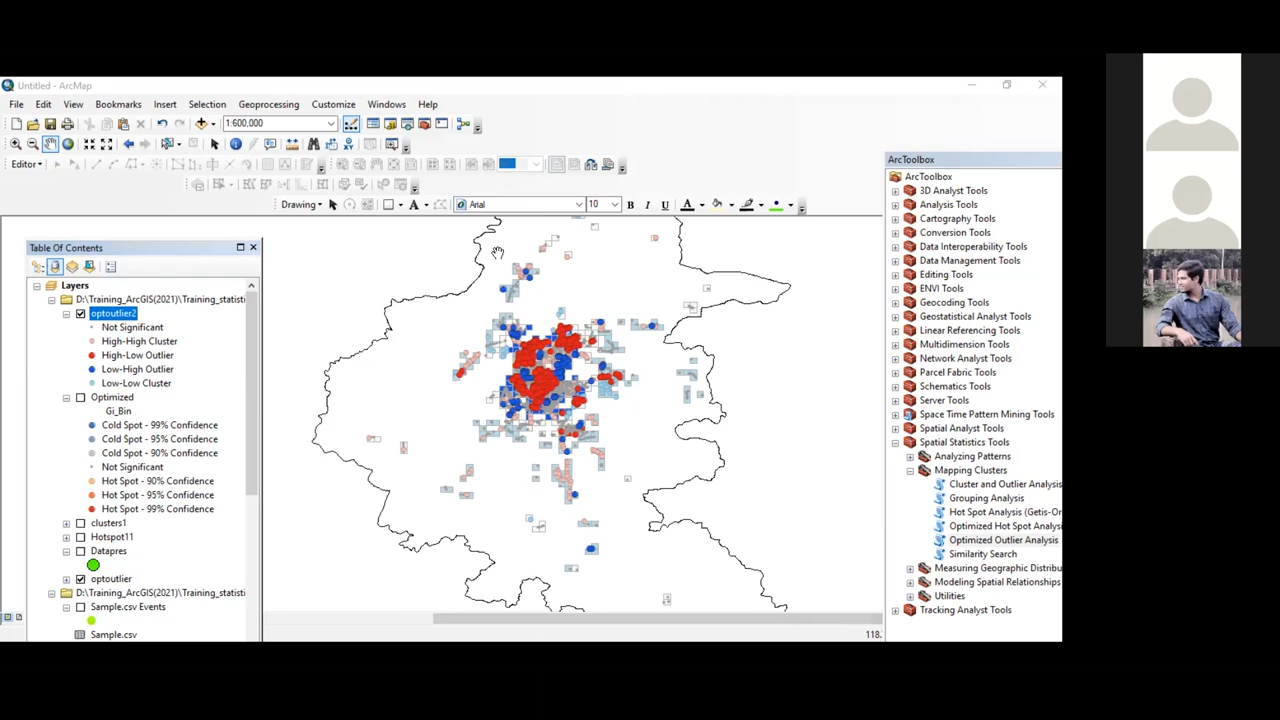 Untitled - ArcMap
File Edit View Bookmarks Insert Selection Geoprocessing Customize Windows Help
1:600,000
Editor
Drawing Arial 10 B I U A
Table Of Contents
Layers
D:\Training_ArcGIS(2021)\Training_statisti
optoutlier2
Not Significant
High-High Cluster
High-Low Outlier
Low-High Outlier
Low-Low Cluster
Optimized
Gi_Bin
Cold Spot - 99% Confidence
Cold Spot - 95% Confidence
Cold Spot - 90% Confidence
Not Significant
Hot Spot - 90% Confidence
Hot Spot - 95% Confidence
Hot Spot - 99% Confidence
clusters1
Hotspot11
Datapres
optoutlier
D:\Training_ArcGIS(2021)\Training_statisti
Sample.csv Events
Sample.csv
118.
ArcToolbox
ArcToolbox
3D Analyst Tools
Analysis Tools
Cartography Tools
Conversion Tools
Data Interoperability Tools
Data Management Tools
Editing Tools
ENVI Tools
Geocoding Tools
Geostatistical Analyst Tools
Linear Referencing Tools
Multidimension Tools
Network Analyst Tools
Parcel Fabric Tools
Schematics Tools
Server Tools
Space Time Pattern Mining Tools
Spatial Analyst Tools
Spatial Statistics Tools
Analyzing Patterns
Mapping Clusters
Cluster and Outlier Analysis
Grouping Analysis
Hot Spot Analysis (Getis-Or
Optimized Hot Spot Analysi
Optimized Outlier Analysis
Similarity Search
Measuring Geographic Distribu
Modeling Spatial Relationships
Utilities
Tracking Analyst Tools